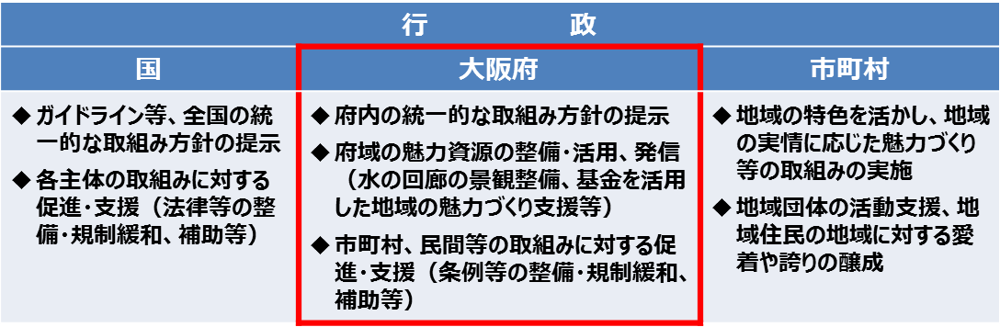 行　政
国
大阪府
市町村
◆ ガイドライン等、全国の統
一的な取組み方針の提示
◆ 各主体の取組みに対する
促進・支援（法律等の整
備・規制緩和、補助等）
◆ 府内の統一的な取組み方針の提示
◆ 府域の魅力資源の整備・活用、発信
（水の回廊の景観整備、基金を活用
した地域の魅力づくり支援等）
◆ 市町村、民間等の取組みに対する促
進・支援（条例等の整備・規制緩和、
補助等）
◆ 地域の特色を活かし、地域
の実情に応じた魅力づくり
等の取組みの実施
◆ 地域団体の活動支援、地
域住民の地域に対する愛
着や誇りの醸成